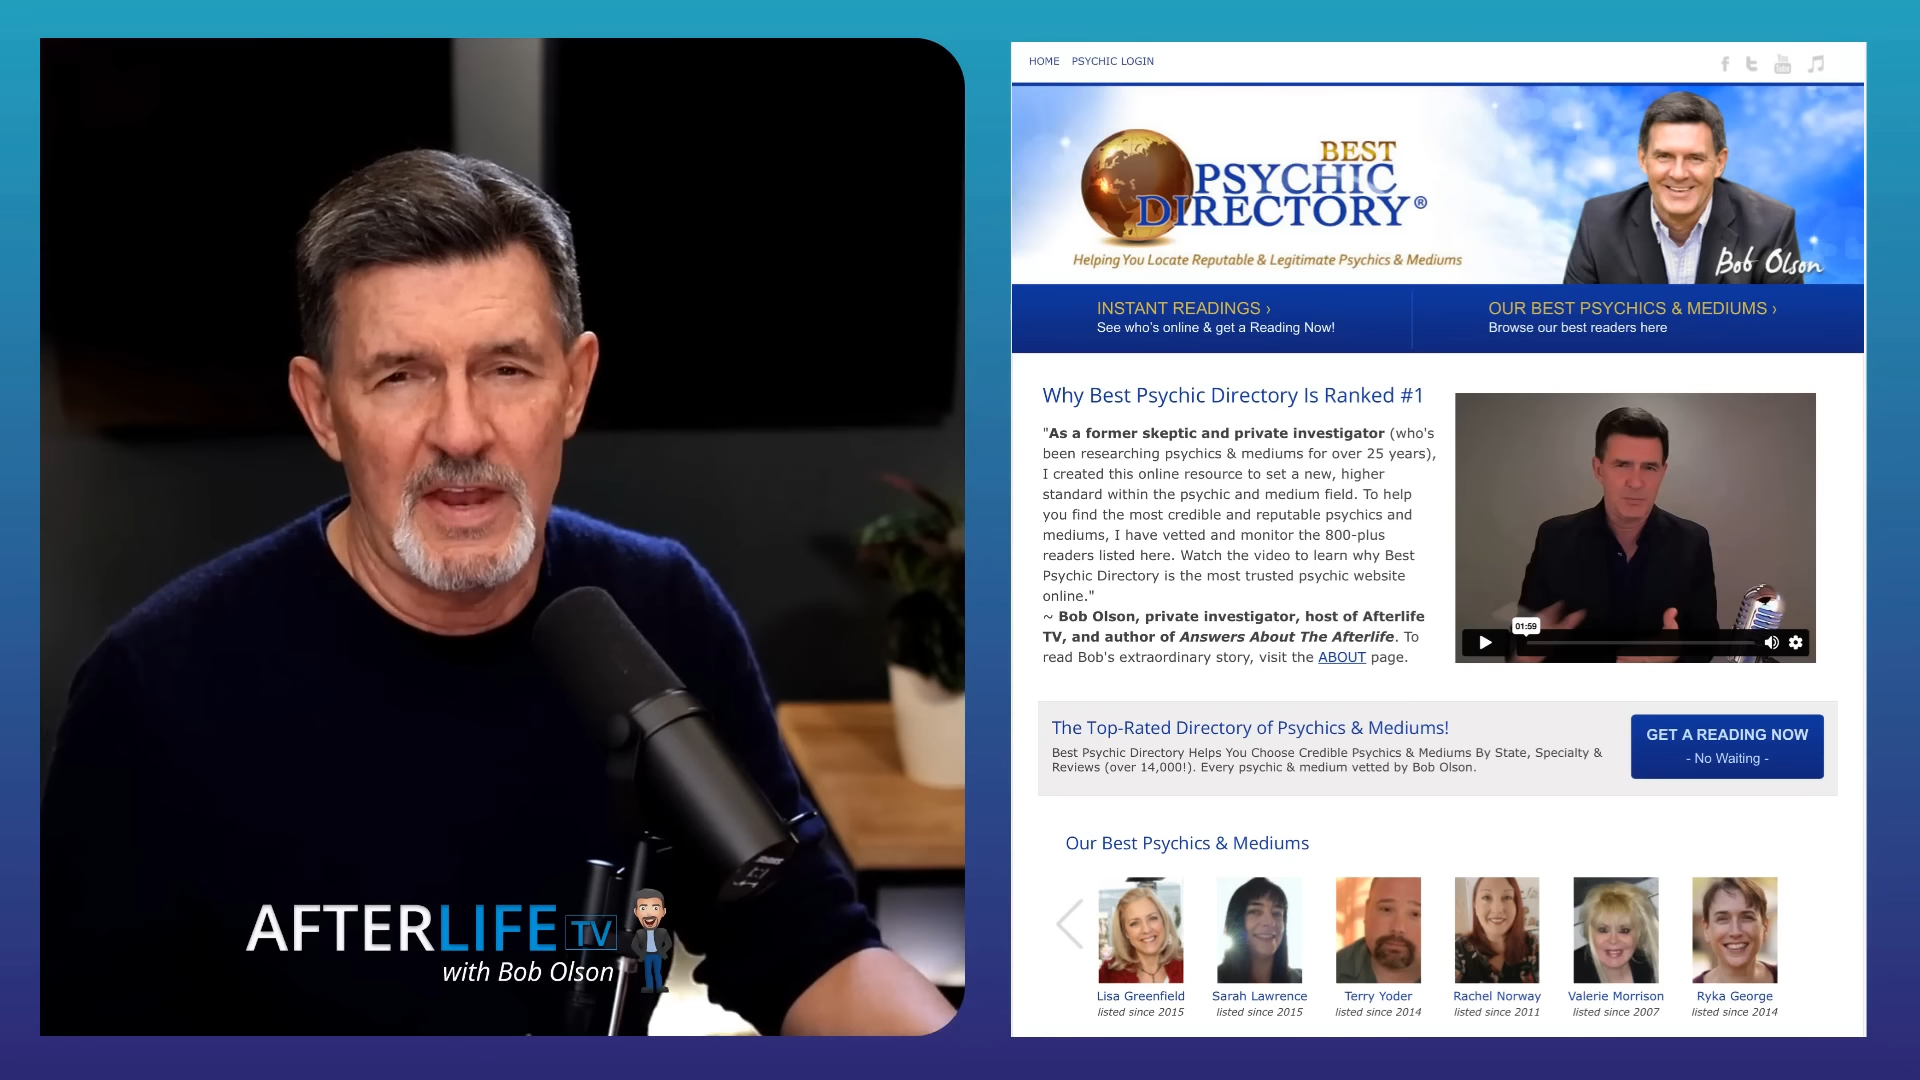 AFTERLIFE TV
with Bob Olson
HOME PSYCHIC LOGIN
You
Tube
BEST
PSYCHIC
DIRECTORY®
Helping You Locate Reputable & Legitimate Psychics & Mediums
Bob Olson
INSTANT READINGS ›
See who's online & get a Reading Now!
OUR BEST PSYCHICS & MEDIUMS ›
Browse our best readers here
Why Best Psychic Directory Is Ranked #1
"As a former skeptic and private investigator (who's
been researching psychics & mediums for over 25 years),
I created this online resource to set a new, higher
standard within the psychic and medium field. To help
you find the most credible and reputable psychics and
mediums, I have vetted and monitor the 800-plus
readers listed here. Watch the video to learn why Best
Psychic Directory is the most trusted psychic website
online."
~ Bob Olson, private investigator, host of Afterlife
TV, and author of Answers About The Afterlife. To
read Bob's extraordinary story, visit the ABOUT page.
01:59
The Top-Rated Directory of Psychics & Mediums!
Best Psychic Directory Helps You Choose Credible Psychics & Mediums By State, Specialty &
Reviews (over 14,000!). Every psychic & medium vetted by Bob Olson.
GET A READING NOW
- No Waiting -
Our Best Psychics & Mediums
Lisa Greenfield
listed since 2015
Sarah Lawrence
listed since 2015
Terry Yoder
listed since 2014
Rachel Norway
listed since 2011
Valerie Morrison
listed since 2007
Ryka George
listed since 2014